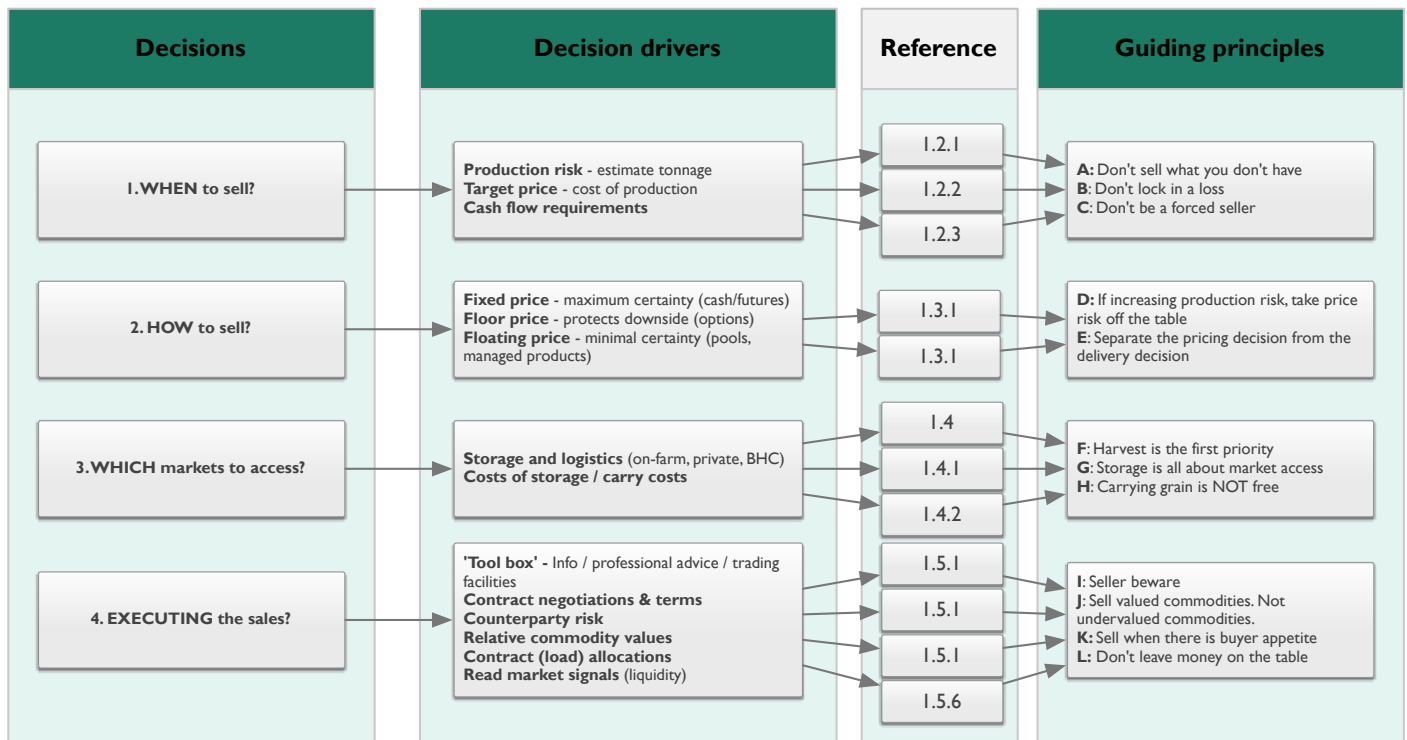 Decisions
Decision drivers
Reference
Guiding principles
1. WHEN to sell?
Production risk - estimate tonnage
Target price - cost of production
Cash flow requirements
1.2.1
1.2.2
1.2.3
A: Don't sell what you don't have
B: Don't lock in a loss
C: Don't be a forced seller
2. HOW to sell?
Fixed price - maximum certainty (cash/futures)
Floor price - protects downside (options)
Floating price - minimal certainty (pools,
managed products)
1.3.1
1.3.1
D: If increasing production risk, take price
risk off the table
E: Separate the pricing decision from the
delivery decision
3. WHICH markets to access?
Storage and logistics (on-farm, private, BHC)
Costs of storage / carry costs
1.4
1.4.1
1.4.2
F: Harvest is the first priority
G: Storage is all about market access
H: Carrying grain is NOT free
4. EXECUTING the sales?
'Tool box' - Info / professional advice / trading
facilities
Contract negotiations & terms
Counterparty risk
Relative commodity values
Contract (load) allocations
Read market signals (liquidity)
1.5.1
1.5.1
1.5.1
1.5.6
I: Seller beware
J: Sell valued commodities. Not
undervalued commodities.
K: Sell when there is buyer appetite
L: Don't leave money on the table